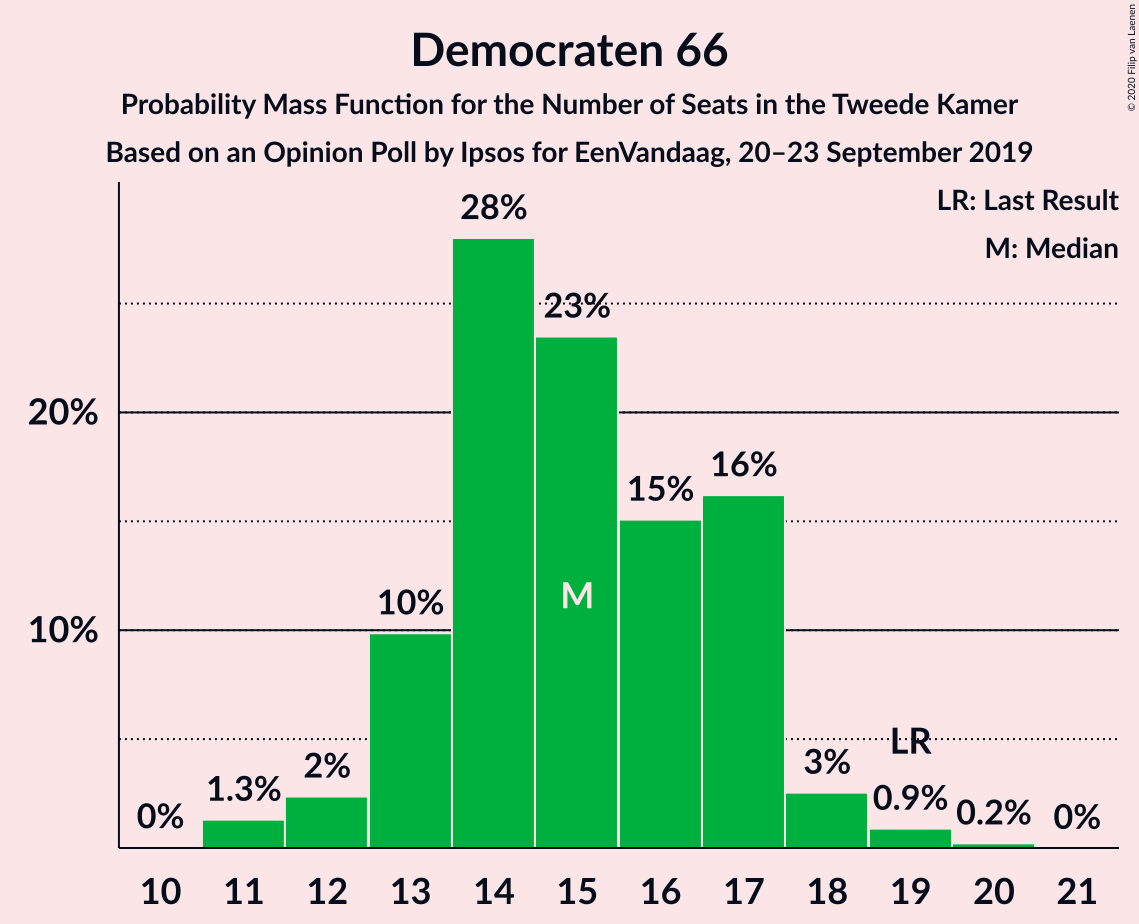 Democraten 66
Probability Mass Function for the Number of Seats in the Tweede Kamer
Based on an Opinion Poll by Ipsos for EenVandaag, 20–23 September 2019
© 2020 Filip van Laenen
LR: Last Result
M: Median
20%
10%
0%
1.3%
2%
10%
28%
23%
M
15%
16%
3%
LR
0.9%
0.2%
0%
10 11 12 13 14 15 16 17 18 19 20 21